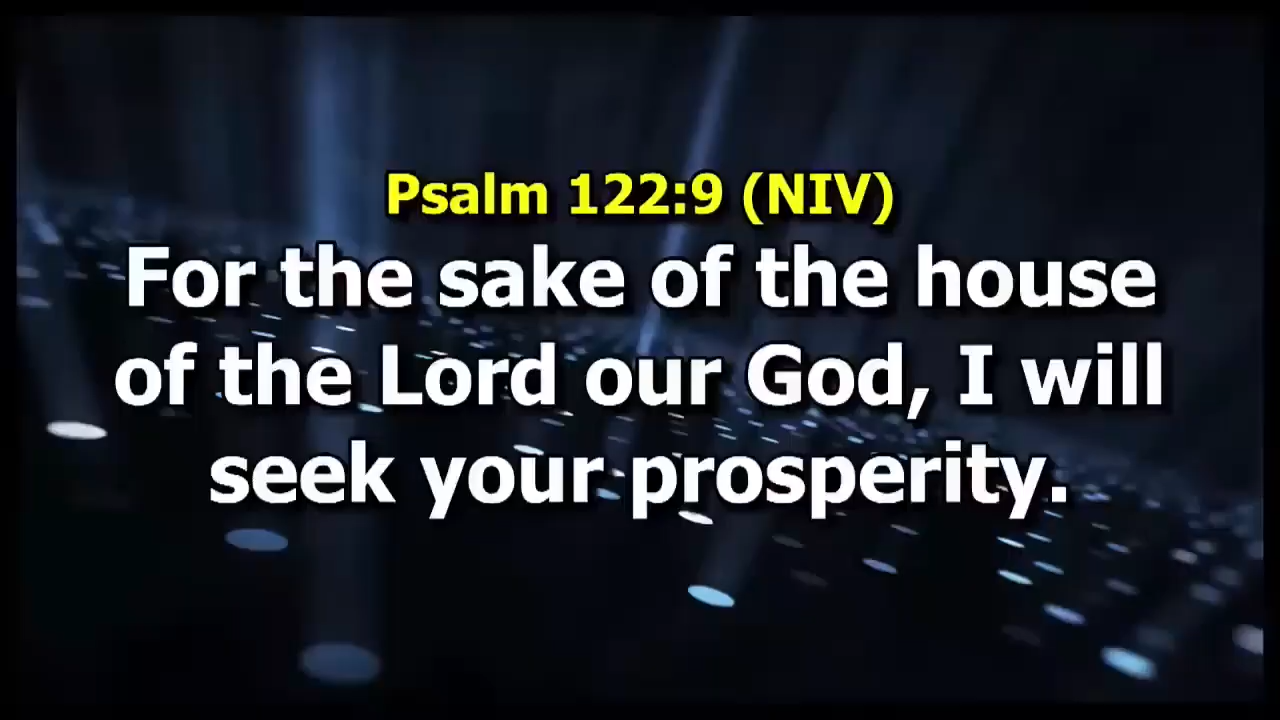 Psalm 122:9 (NIV)
For the sake of the house
of the Lord our God, I will
seek your prosperity.